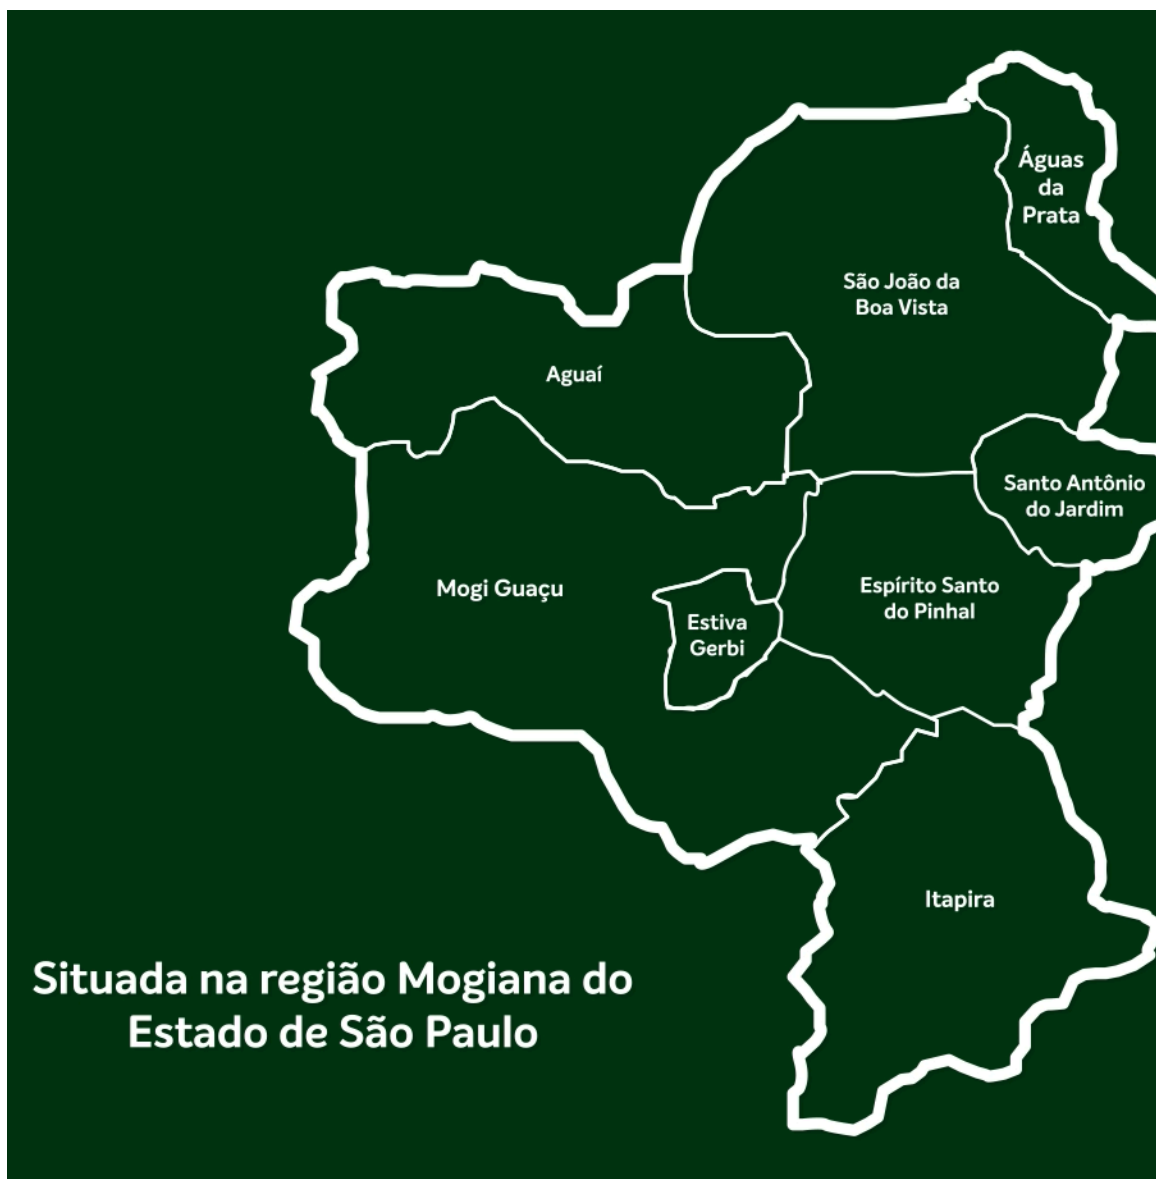 Águas
da
Prata
São João da
Boa Vista
Aguaí
Santo Antônio
do Jardim
Mogi Guaçu
Espírito Santo
do Pinhal
Estiva
Gerbi
Itapira
Situada na região Mogiana do
Estado de São Paulo